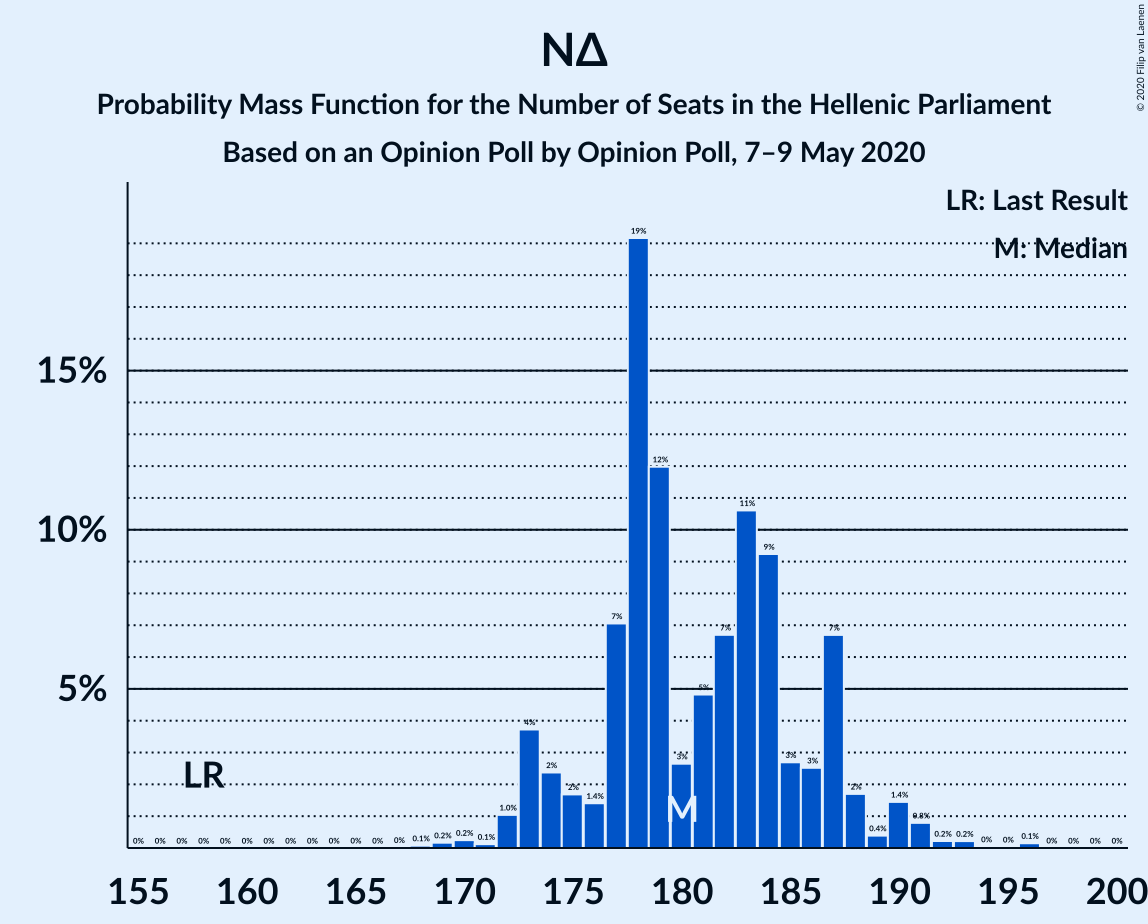 © 2020 Filip van Laenen
ΝΔ
Probability Mass Function for the Number of Seats in the Hellenic Parliament
Based on an Opinion Poll by Opinion Poll, 7–9 May 2020
LR: Last Result
M: Median
15%
10%
5%
19%
12%
11%
9%
7%
7%
7%
5%
4%
3%
3%
3%
2%
2%
2%
1.4%
1.4%
1.0%
0.8%
0.4%
0% 0% 0% 0% 0% 0% 0% 0% 0% 0% 0% 0% 0% 0.1% 0.2% 0.2% 0.1%
0.2% 0.2% 0% 0% 0.1% 0% 0% 0% 0%
LR
M
155 160 165 170 175 180 185 190 195 200